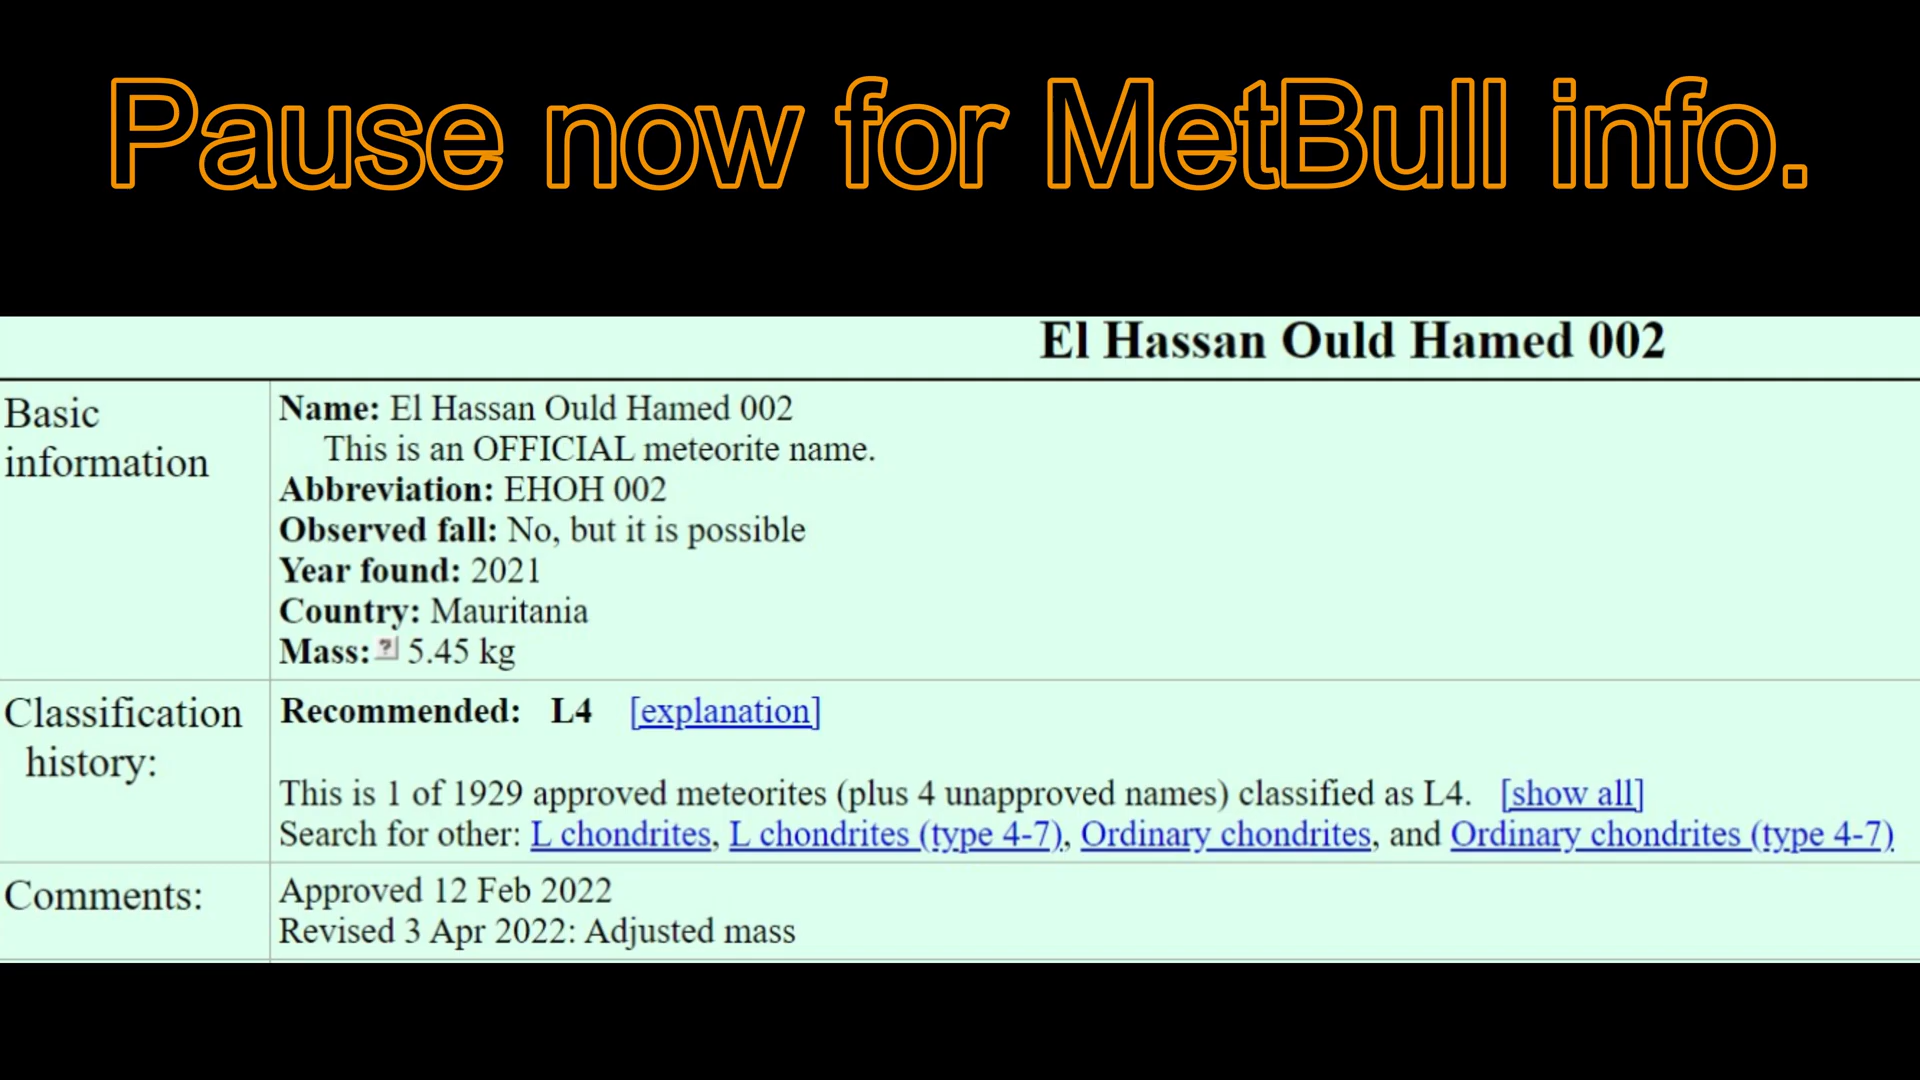 Pause now for MetBull info.
El Hassan Ould Hamed 002
Basic information
Name: El Hassan Ould Hamed 002
This is an OFFICIAL meteorite name.
Abbreviation: EHOH 002
Observed fall: No, but it is possible
Year found: 2021
Country: Mauritania
Mass: ? 5.45 kg
Classification history:
Recommended: L4 [explanation]
This is 1 of 1929 approved meteorites (plus 4 unapproved names) classified as L4. [show all]
Search for other: L chondrites, L chondrites (type 4-7), Ordinary chondrites, and Ordinary chondrites (type 4-7)
Comments:
Approved 12 Feb 2022
Revised 3 Apr 2022: Adjusted mass